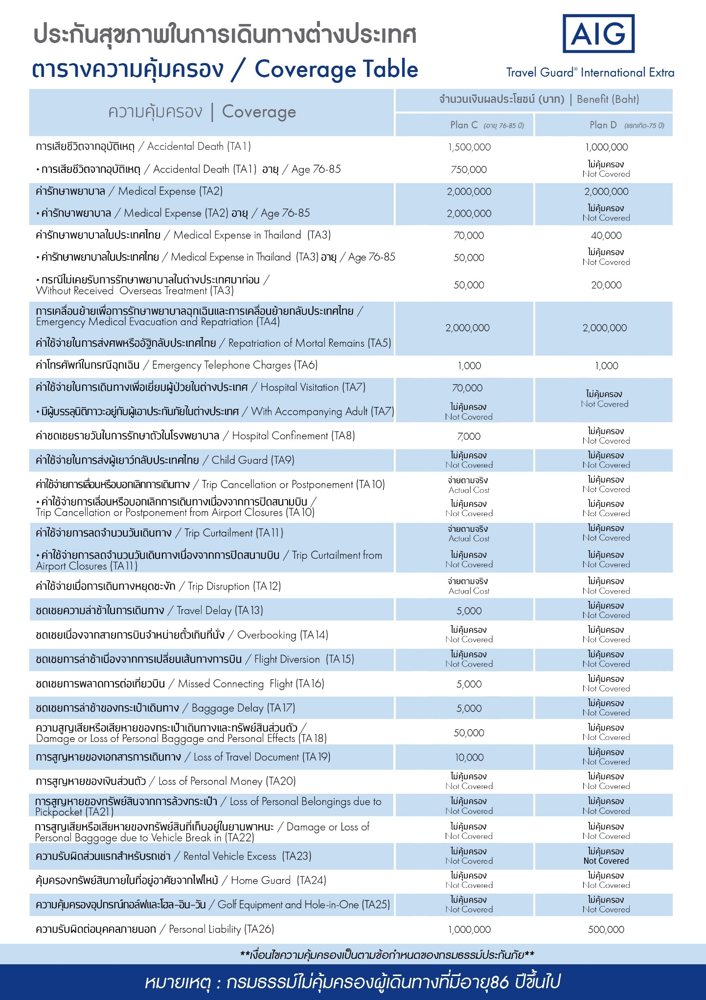 ประกันสุขภาพในการเดินทางต่างประเทศ
AIG
ตารางความคุ้มครอง / Coverage Table
Travel Guard® International Extra
ความคุ้มครอง | Coverage
จำนวนเงินผลประโยชน์ (บาท) | Benefit (Baht)
Plan C (อายุ 76-85 ปี) Plan D (แรกเกิด-75 ปี)
การเสียชีวิตจากอุบัติเหตุ / Accidental Death (TA1) 1,500,000 1,000,000
• การเสียชีวิตจากอุบัติเหตุ / Accidental Death (TA1) อายุ / Age 76-85 750,000 ไม่คุ้มครอง
Not Covered
ค่ารักษาพยาบาล / Medical Expense (TA2) 2,000,000 2,000,000
• ค่ารักษาพยาบาล / Medical Expense (TA2) อายุ / Age 76-85 2,000,000 ไม่คุ้มครอง
Not Covered
ค่ารักษาพยาบาลในประเทศไทย / Medical Expense in Thailand (TA3) 70,000 40,000
• ค่ารักษาพยาบาลในประเทศไทย / Medical Expense in Thailand (TA3) อายุ / Age 76-85 50,000 ไม่คุ้มครอง
Not Covered
• กรณีไม่เคยรับการรักษาพยาบาลในต่างประเทศมาก่อน /
Without Received Overseas Treatment (TA3) 50,000 20,000
การเคลื่อนย้ายเพื่อการรักษาพยาบาลฉุกเฉินและการเคลื่อนย้ายกลับประเทศไทย /
Emergency Medical Evacuation and Repatriation (TA4)
2,000,000 2,000,000
ค่าใช้จ่ายในการส่งศพหรืออัฐิกลับประเทศไทย / Repatriation of Mortal Remains (TA5)
ค่าโทรศัพท์ในกรณีฉุกเฉิน / Emergency Telephone Charges (TA6) 1,000 1,000
ค่าใช้จ่ายในการเดินทางเพื่อเยี่ยมผู้ป่วยในต่างประเทศ / Hospital Visitation (TA7) 70,000
ไม่คุ้มครอง
Not Covered
• มีผู้บรรลุนิติภาวะอยู่กับผู้เอาประกันภัยในต่างประเทศ / With Accompanying Adult (TA7) ไม่คุ้มครอง
Not Covered
ค่าชดเชยรายวันในการรักษาตัวในโรงพยาบาล / Hospital Confinement (TA8) 7,000 ไม่คุ้มครอง
Not Covered
ค่าใช้จ่ายในการส่งผู้เยาว์กลับประเทศไทย / Child Guard (TA9) ไม่คุ้มครอง ไม่คุ้มครอง
Not Covered Not Covered
ค่าใช้จ่ายการเลื่อนหรือบอกเลิกการเดินทาง / Trip Cancellation or Postponement (TA10) จ่ายตามจริง ไม่คุ้มครอง
Actual Cost Not Covered
• ค่าใช้จ่ายการเลื่อนหรือบอกเลิกการเดินทางเนื่องจากการปิดสนามบิน / ไม่คุ้มครอง ไม่คุ้มครอง
Trip Cancellation or Postponement from Airport Closures (TA10) Not Covered Not Covered
ค่าใช้จ่ายการลดจำนวนวันเดินทาง / Trip Curtailment (TA11) จ่ายตามจริง ไม่คุ้มครอง
Actual Cost Not Covered
• ค่าใช้จ่ายการลดจำนวนวันเดินทางเนื่องจากการปิดสนามบิน / Trip Curtailment from ไม่คุ้มครอง ไม่คุ้มครอง
Airport Closures (TA11) Not Covered Not Covered
ค่าใช้จ่ายเมื่อการเดินทางหยุดชะงัก / Trip Disruption (TA12) จ่ายตามจริง ไม่คุ้มครอง
Actual Cost Not Covered
ชดเชยความล่าช้าในการเดินทาง / Travel Delay (TA13) 5,000 ไม่คุ้มครอง
Not Covered
ชดเชยเนื่องจากสายการบินจำหน่ายตั๋วเกินที่นั่ง / Overbooking (TA14) ไม่คุ้มครอง ไม่คุ้มครอง
Not Covered Not Covered
ชดเชยการล่าช้าเนื่องจากการเปลี่ยนเส้นทางการบิน / Flight Diversion (TA15) ไม่คุ้มครอง ไม่คุ้มครอง
Not Covered Not Covered
ชดเชยการพลาดการต่อเที่ยวบิน / Missed Connecting Flight (TA16) 5,000 ไม่คุ้มครอง
Not Covered
ชดเชยการล่าช้าของกระเป๋าเดินทาง / Baggage Delay (TA17) 5,000 ไม่คุ้มครอง
Not Covered
ความสูญเสียหรือเสียหายของกระเป๋าเดินทางและทรัพย์สินส่วนตัว / 50,000 ไม่คุ้มครอง
Damage or Loss of Personal Baggage and Personal Effects (TA18) Not Covered
การสูญหายของเอกสารการเดินทาง / Loss of Travel Document (TA19) 10,000 ไม่คุ้มครอง
Not Covered
การสูญหายของเงินส่วนตัว / Loss of Personal Money (TA20) ไม่คุ้มครอง ไม่คุ้มครอง
Not Covered Not Covered
การสูญหายของทรัพย์สินจากการล้วงกระเป๋า / Loss of Personal Belongings due to ไม่คุ้มครอง ไม่คุ้มครอง
Pickpocket (TA21) Not Covered Not Covered
การสูญเสียหรือเสียหายของทรัพย์สินที่เก็บอยู่ในยานพาหนะ / Damage or Loss of ไม่คุ้มครอง ไม่คุ้มครอง
Personal Baggage due to Vehicle Break in (TA22) Not Covered Not Covered
ความรับผิดส่วนแรกสำหรับรถเช่า / Rental Vehicle Excess (TA23) ไม่คุ้มครอง ไม่คุ้มครอง
Not Covered Not Covered
คุ้มครองทรัพย์สินภายในที่อยู่อาศัยจากไฟไหม้ / Home Guard (TA24) ไม่คุ้มครอง ไม่คุ้มครอง
Not Covered Not Covered
ความคุ้มครองอุปกรณ์กอล์ฟและโฮล-อิน-วัน / Golf Equipment and Hole-in-One (TA25) ไม่คุ้มครอง ไม่คุ้มครอง
Not Covered Not Covered
ความรับผิดต่อบุคคลภายนอก / Personal Liability (TA26) 1,000,000 500,000
**เงื่อนไขความคุ้มครองเป็นตามข้อกำหนดของกรมธรรม์ประกันภัย**
หมายเหตุ : กรมธรรม์ไม่คุ้มครองผู้เดินทางที่มีอายุ86 ปีขึ้นไป